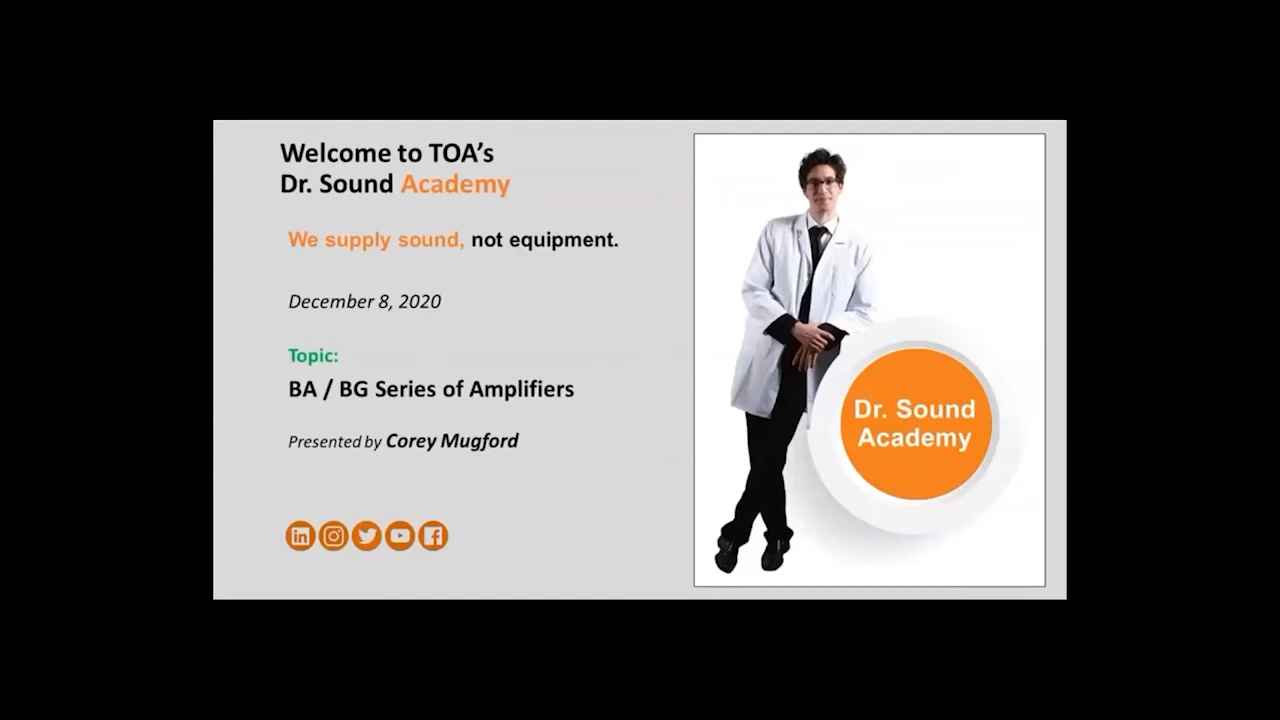 Welcome to TOA’s
Dr. Sound Academy
We supply sound, not equipment.
December 8, 2020
Topic:
BA / BG Series of Amplifiers
Presented by Corey Mugford
Dr. Sound
Academy